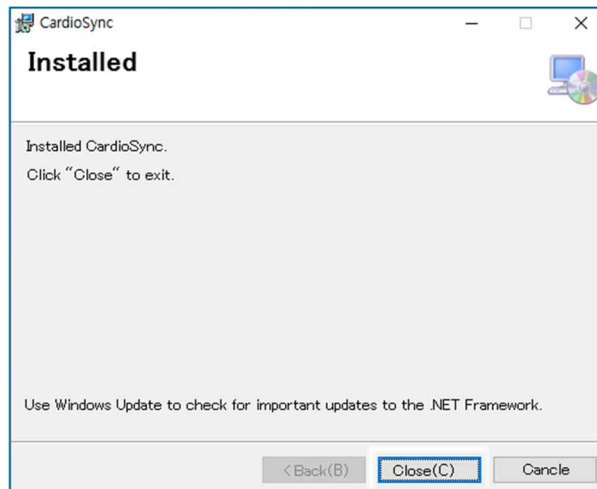 CardioSync
Installed
Installed CardioSync.
Click "Close" to exit.
Use Windows Update to check for important updates to the .NET Framework.
< Back(B)
Close(C)
Cancle